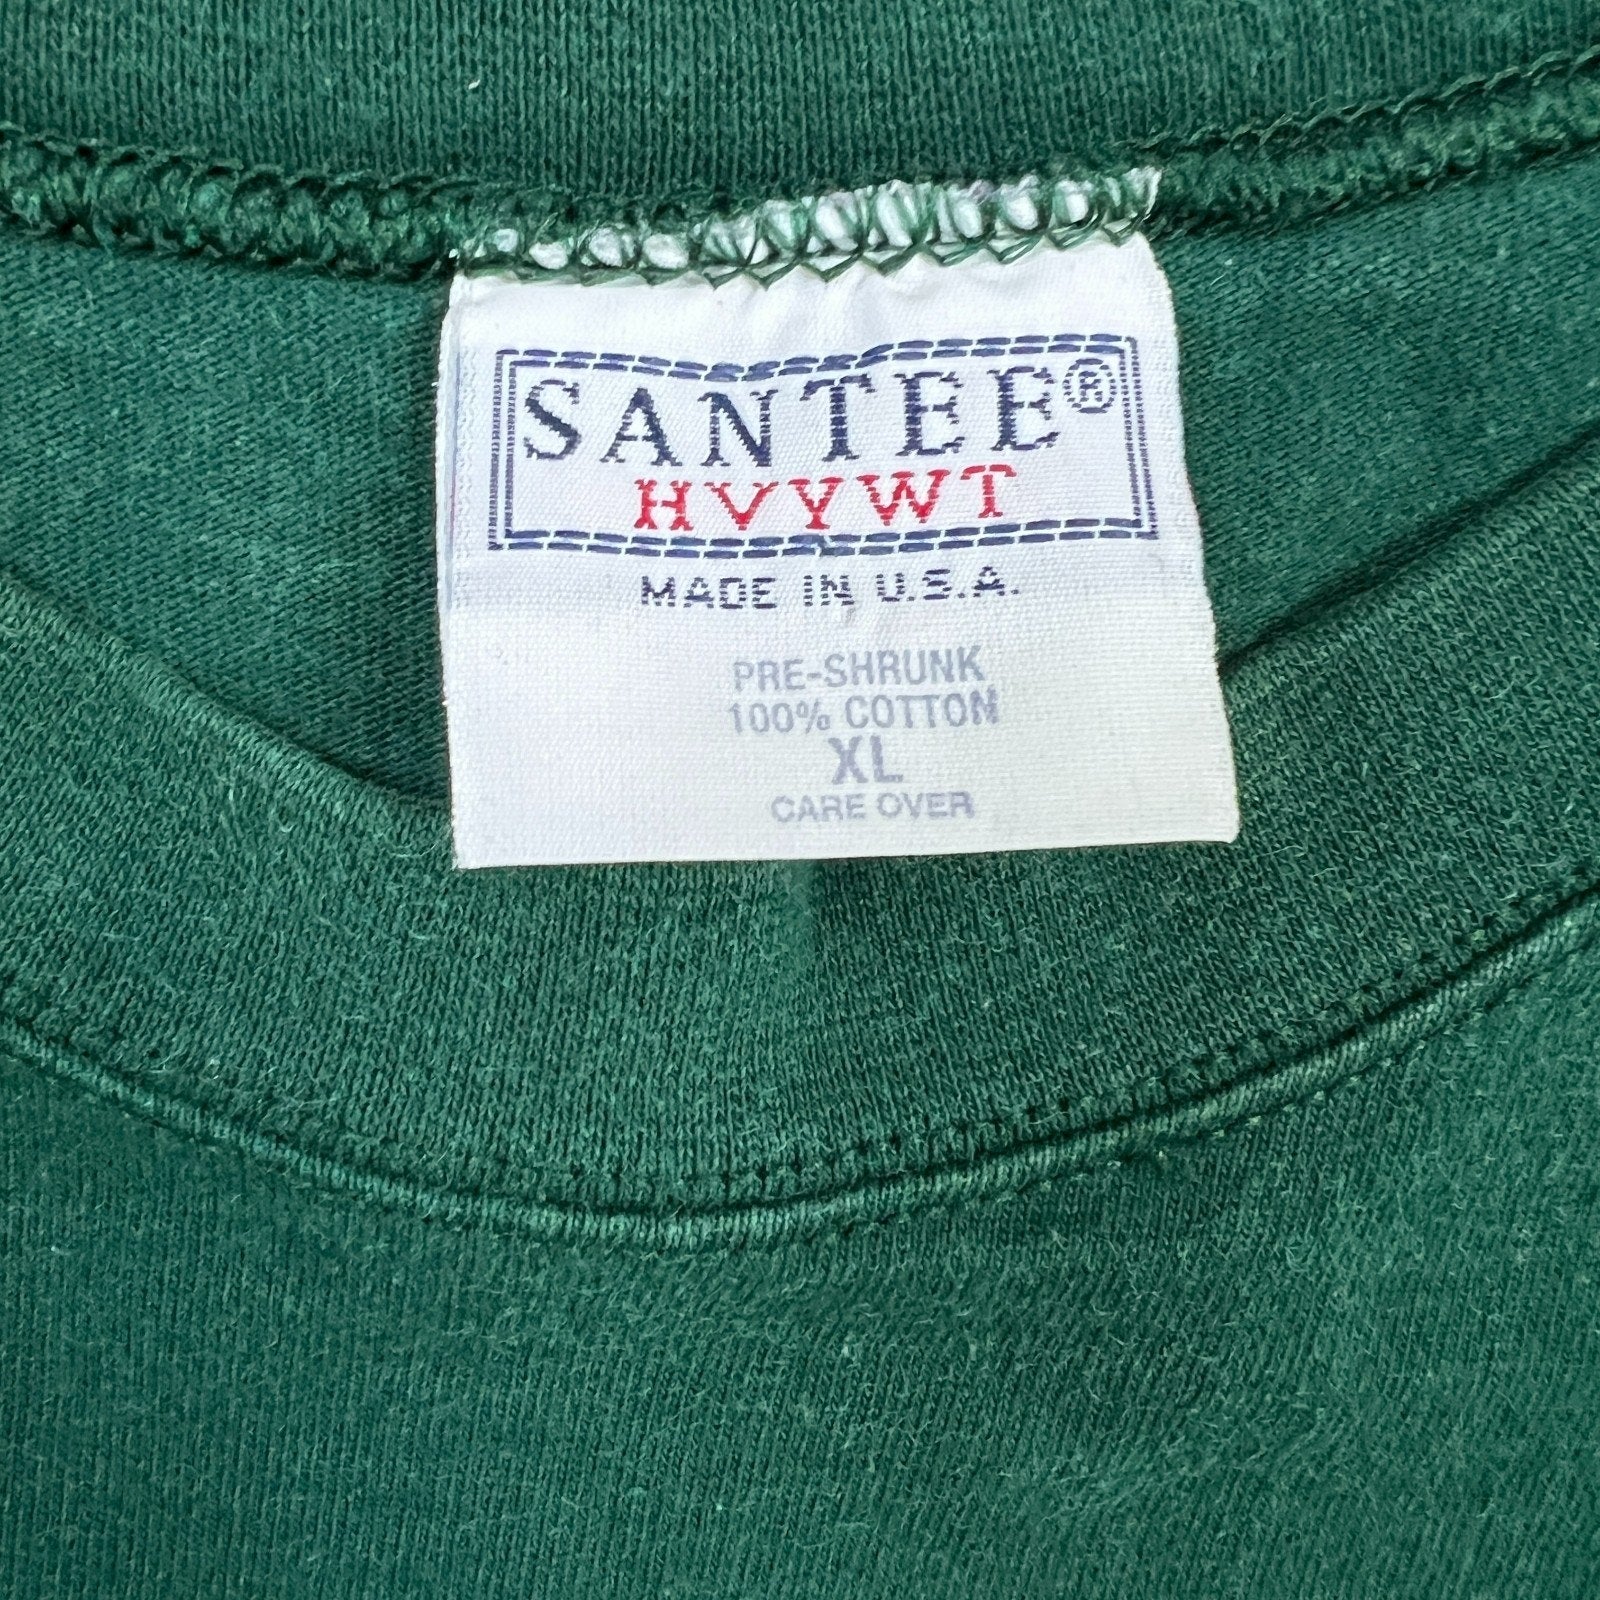 SANTEE®
HVYWT
MADE IN U.S.A.
PRE-SHRUNK
100% COTTON
XL
CARE OVER